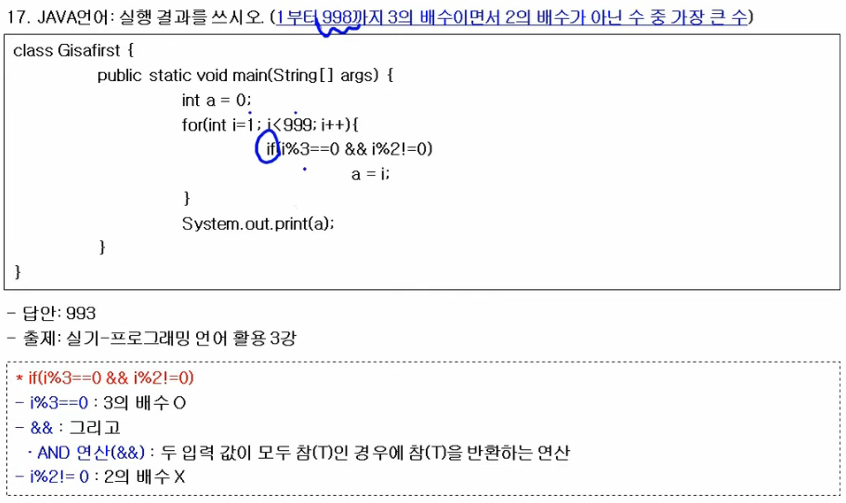 17. JAVA언어: 실행 결과를 쓰시오. (1부터 998까지 3의 배수이면서 2의 배수가 아닌 수 중 가장 큰 수)
class Gisafirst {
public static void main(String[] args) {
int a = 0;
for(int i=1; i<999; i++){
if(i%3==0 && i%2!=0)
a = i;
}
System.out.print(a);
}
}
- 답안: 993
- 출제: 실기-프로그래밍 언어 활용 3강
* if(i%3==0 && i%2!=0)
- i%3==0 : 3의 배수 O
- && : 그리고
· AND 연산(&&) : 두 입력 값이 모두 참(T)인 경우에 참(T)을 반환하는 연산
- i%2!= 0 : 2의 배수 X